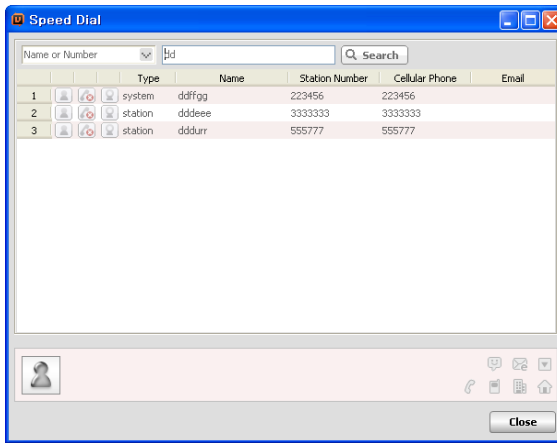 Speed Dial
Name or Number dd Search
Type Name Station Number Cellular Phone Email
1 system ddffgg 223456 223456
2 station dddeee 3333333 3333333
3 station dddurr 555777 555777
Close